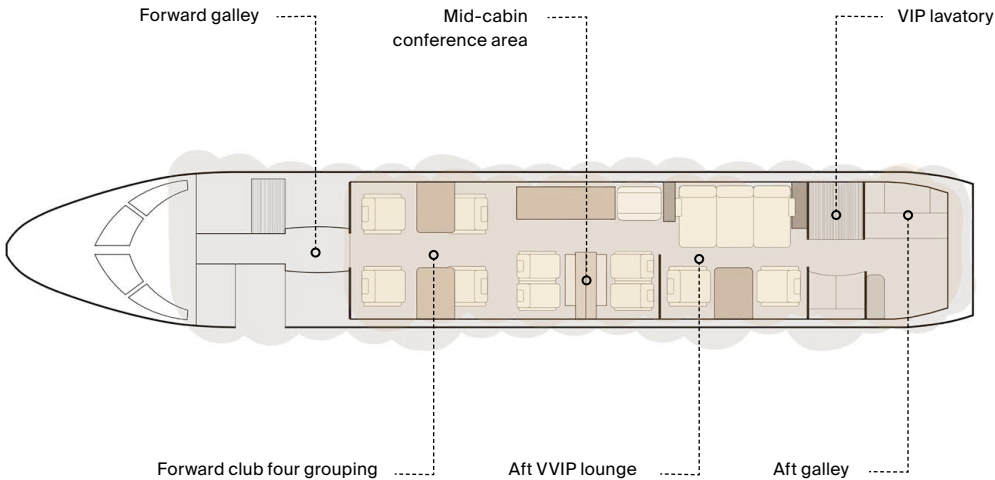 Forward galley
Mid-cabin
conference area
VIP lavatory
Forward club four grouping
Aft VVIP lounge
Aft galley